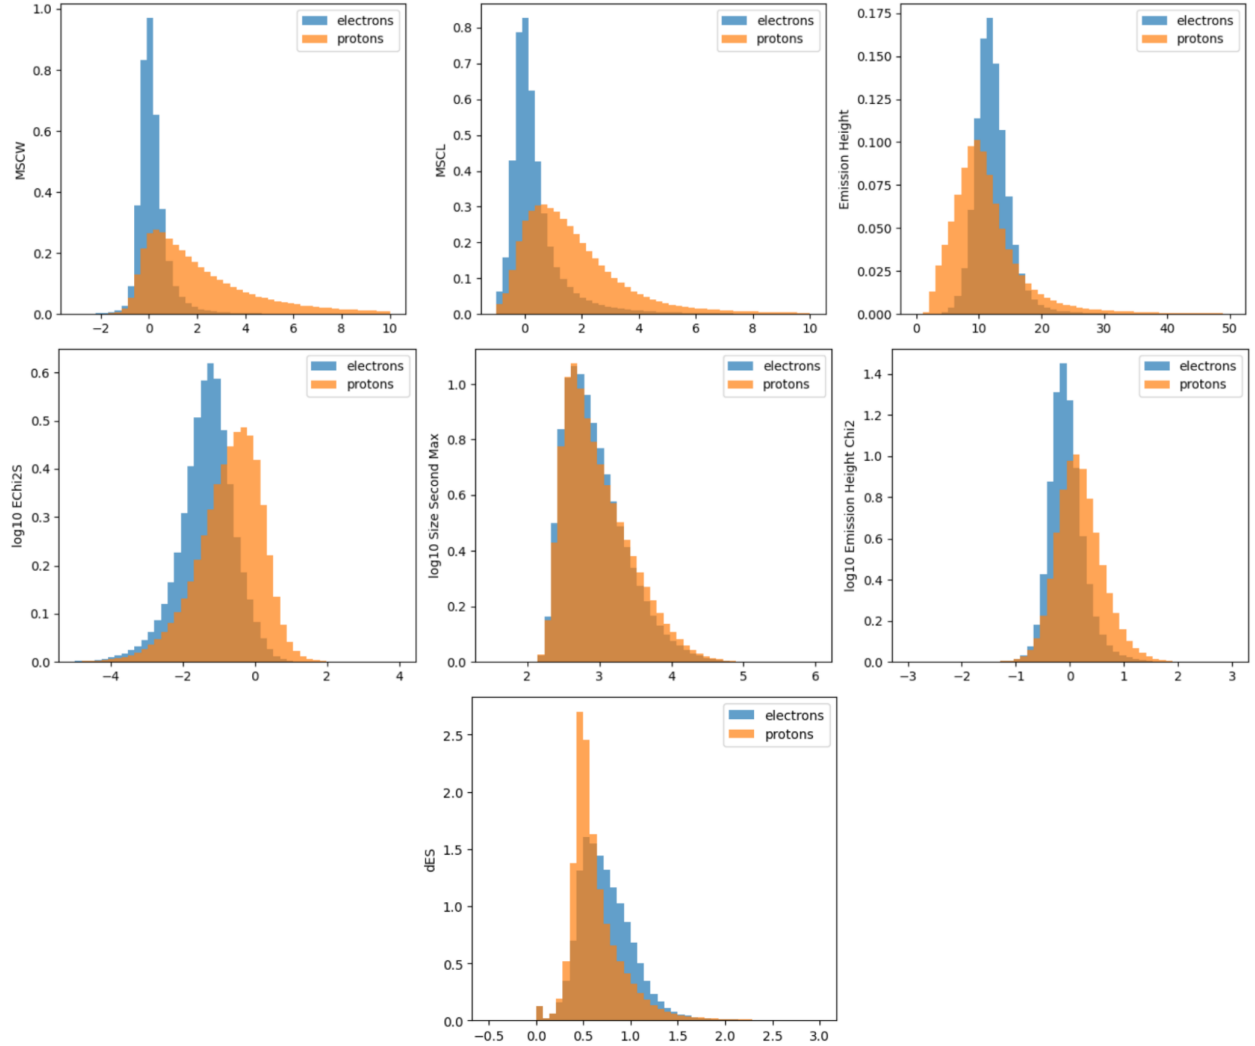 MSCW
1.0
0.8
0.6
0.4
0.2
0.0
−2 0 2 4 6 8 10
electrons
protons
MSCL
0.8
0.7
0.6
0.5
0.4
0.3
0.2
0.1
0.0
0 2 4 6 8 10
electrons
protons
Emission Height
0.175
0.150
0.125
0.100
0.075
0.050
0.025
0.000
0 10 20 30 40 50
electrons
protons
log10 EChi2S
0.6
0.5
0.4
0.3
0.2
0.1
0.0
−4 −2 0 2 4
electrons
protons
log10 Size Second Max
1.0
0.8
0.6
0.4
0.2
0.0
2 3 4 5 6
electrons
protons
log10 Emission Height Chi2
1.4
1.2
1.0
0.8
0.6
0.4
0.2
0.0
−3 −2 −1 0 1 2 3
electrons
protons
dES
2.5
2.0
1.5
1.0
0.5
0.0
−0.5 0.0 0.5 1.0 1.5 2.0 2.5 3.0
electrons
protons